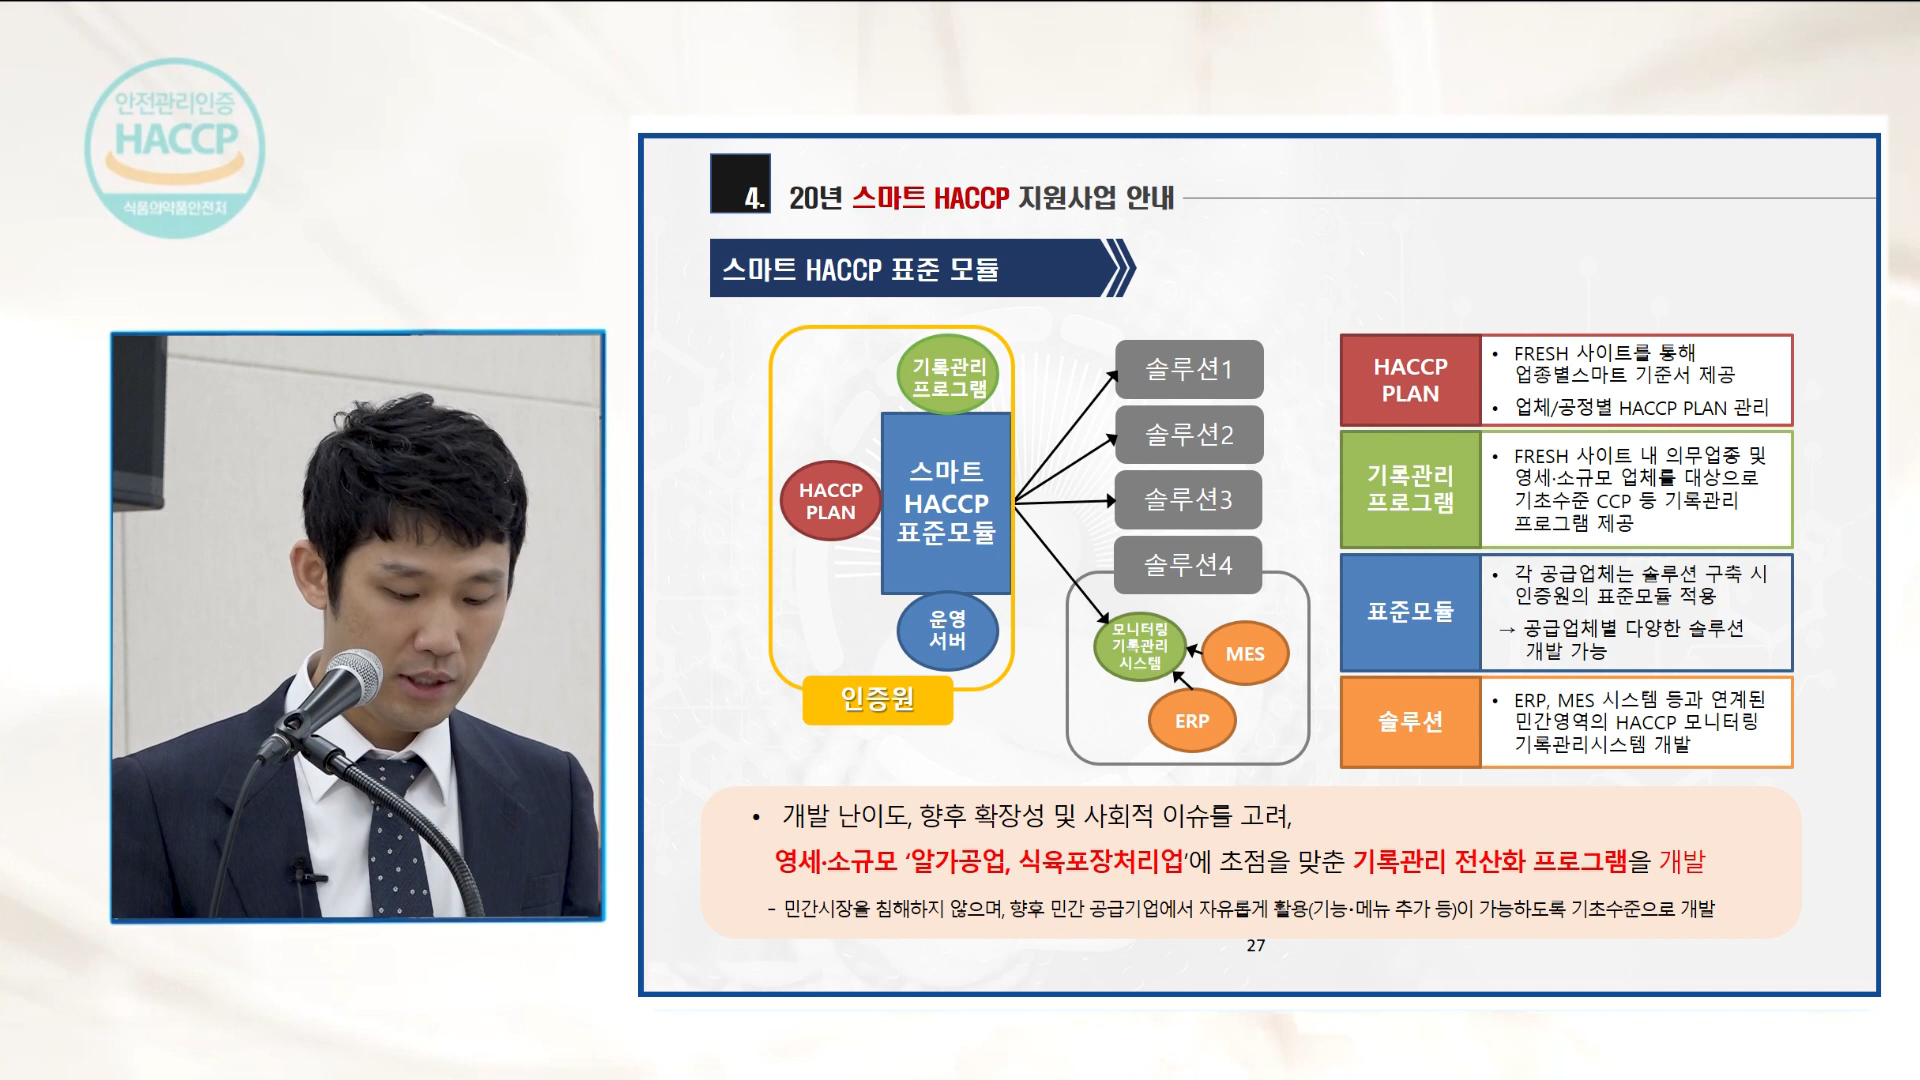 안전관리인증
HACCP
식품의약품안전처
4.
20년 스마트 HACCP 지원사업 안내
스마트 HACCP 표준 모듈
기록관리
프로그램
HACCP
PLAN
스마트
HACCP
표준모듈
운영
서버
인증원
솔루션1
솔루션2
솔루션3
솔루션4
모니터링
기록관리
시스템
MES
ERP
HACCP
PLAN
• FRESH 사이트를 통해
업종별스마트 기준서 제공
• 업체/공정별 HACCP PLAN 관리
기록관리
프로그램
• FRESH 사이트 내 의무업종 및
영세·소규모 업체를 대상으로
기초수준 CCP 등 기록관리
프로그램 제공
표준모듈
• 각 공급업체는 솔루션 구축 시
인증원의 표준모듈 적용
→ 공급업체별 다양한 솔루션
개발 가능
솔루션
• ERP, MES 시스템 등과 연계된
민간영역의 HACCP 모니터링
기록관리시스템 개발
• 개발 난이도, 향후 확장성 및 사회적 이슈를 고려,
영세·소규모 ‘알가공업, 식육포장처리업’에 초점을 맞춘 기록관리 전산화 프로그램을 개발
- 민간시장을 침해하지 않으며, 향후 민간 공급기업에서 자유롭게 활용(기능·메뉴 추가 등)이 가능하도록 기초수준으로 개발
27